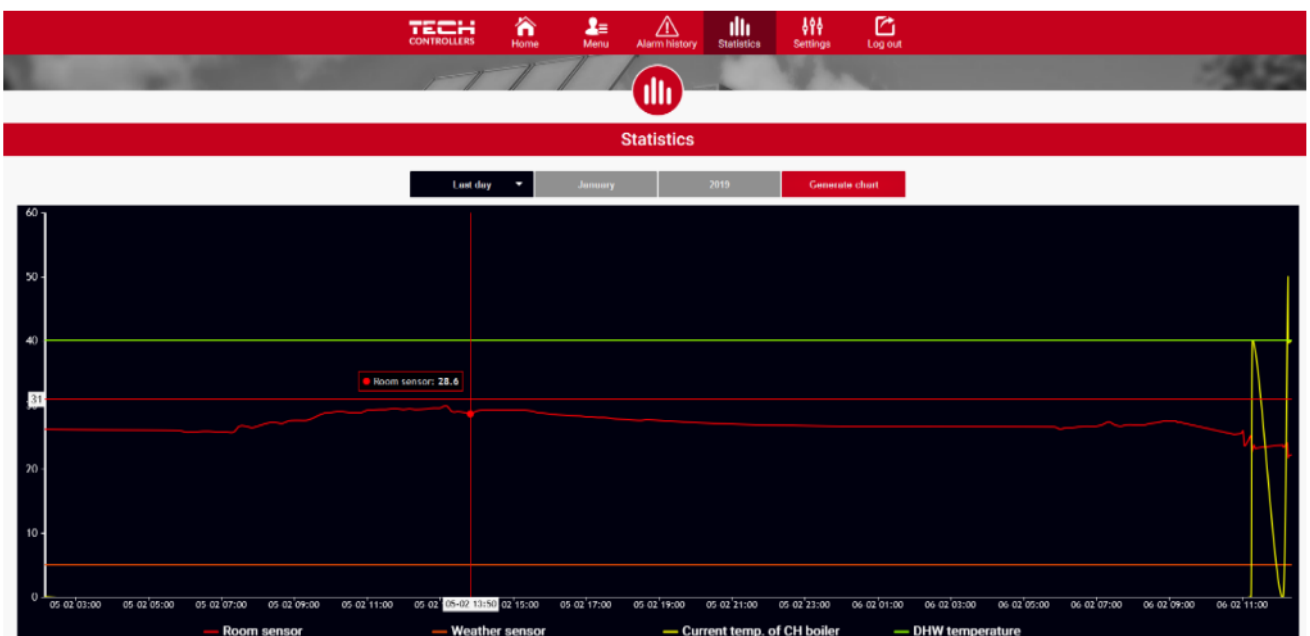 TECH
CONTROLLERS
Home
Menu
Alarm history
Statistics
Settings
Log out
Statistics
Last day
January
2019
Generate chart
60
50
40
31
20
10
0
Room sensor: 28.6
05 02 03:00
05 02 05:00
05 02 07:00
05 02 09:00
05 02 11:00
05 02
05-02 13:50
02 15:00
05 02 17:00
05 02 19:00
05 02 21:00
05 02 23:00
06 02 01:00
06 02 03:00
06 02 05:00
06 02 07:00
06 02 09:00
06 02 11:00
Room sensor
Weather sensor
Current temp. of CH boiler
DHW temperature